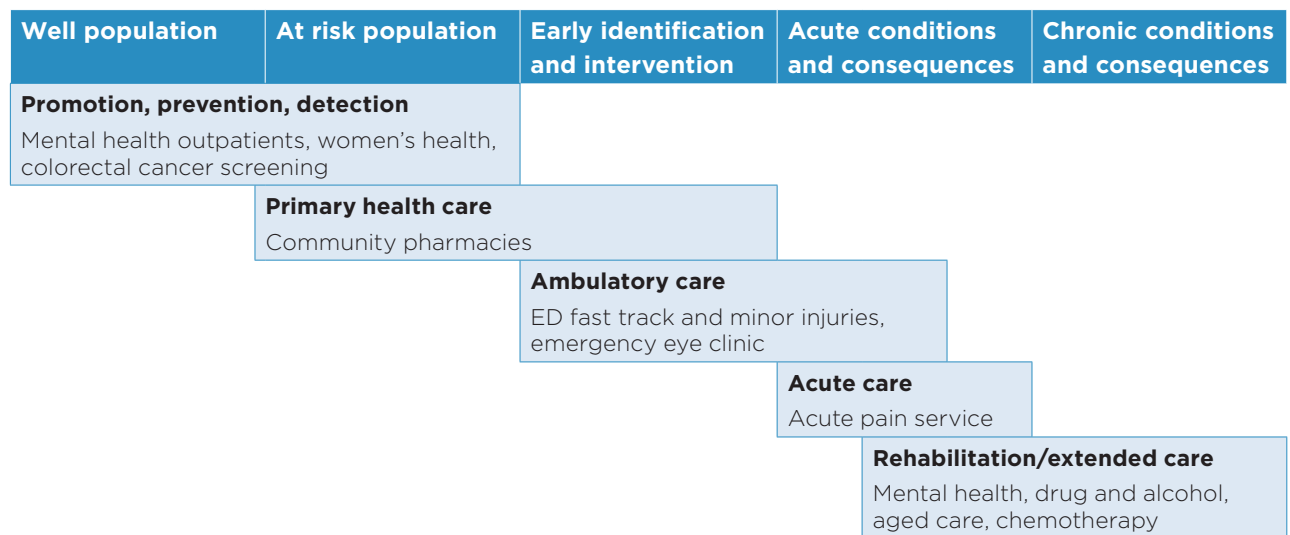 Well population
At risk population
Early identification
and intervention
Acute conditions
and consequences
Chronic conditions
and consequences
Promotion, prevention, detection
Mental health outpatients, women’s health,
colorectal cancer screening
Primary health care
Community pharmacies
Ambulatory care
ED fast track and minor injuries,
emergency eye clinic
Acute care
Acute pain service
Rehabilitation/extended care
Mental health, drug and alcohol,
aged care, chemotherapy